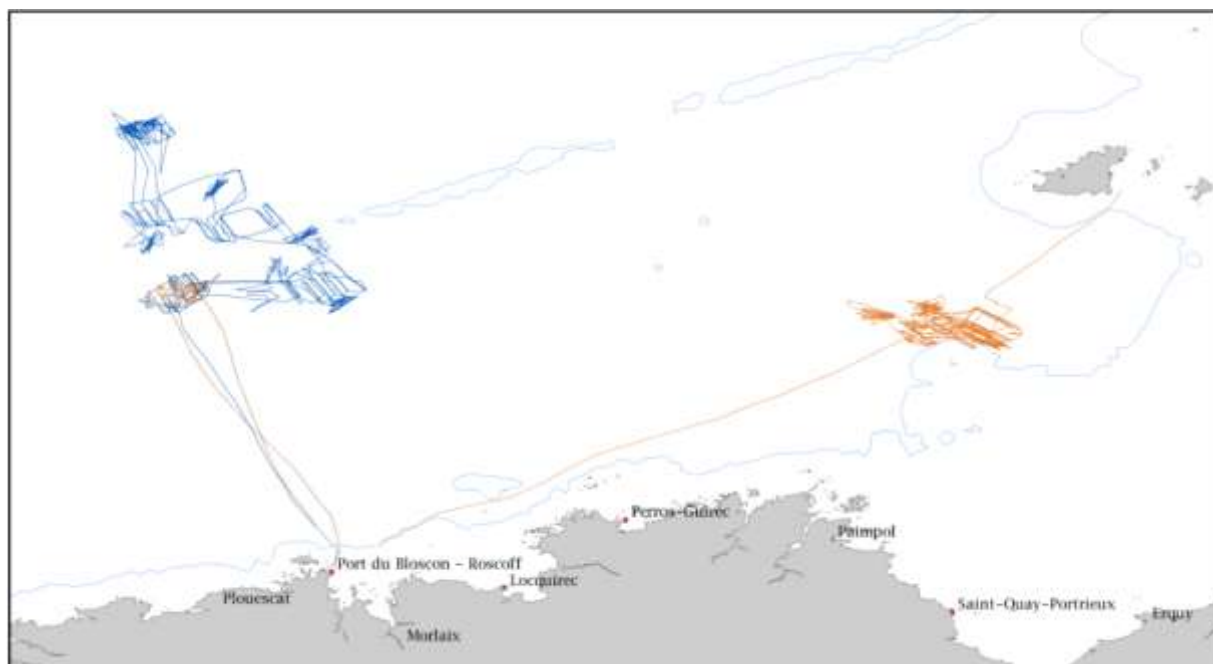 Perros-Guirec
Paimpol
Port du Bloscon - Roscoff
Locquirec
Plouescat
Saint-Quay-Portrieux
Erquy
Morlaix